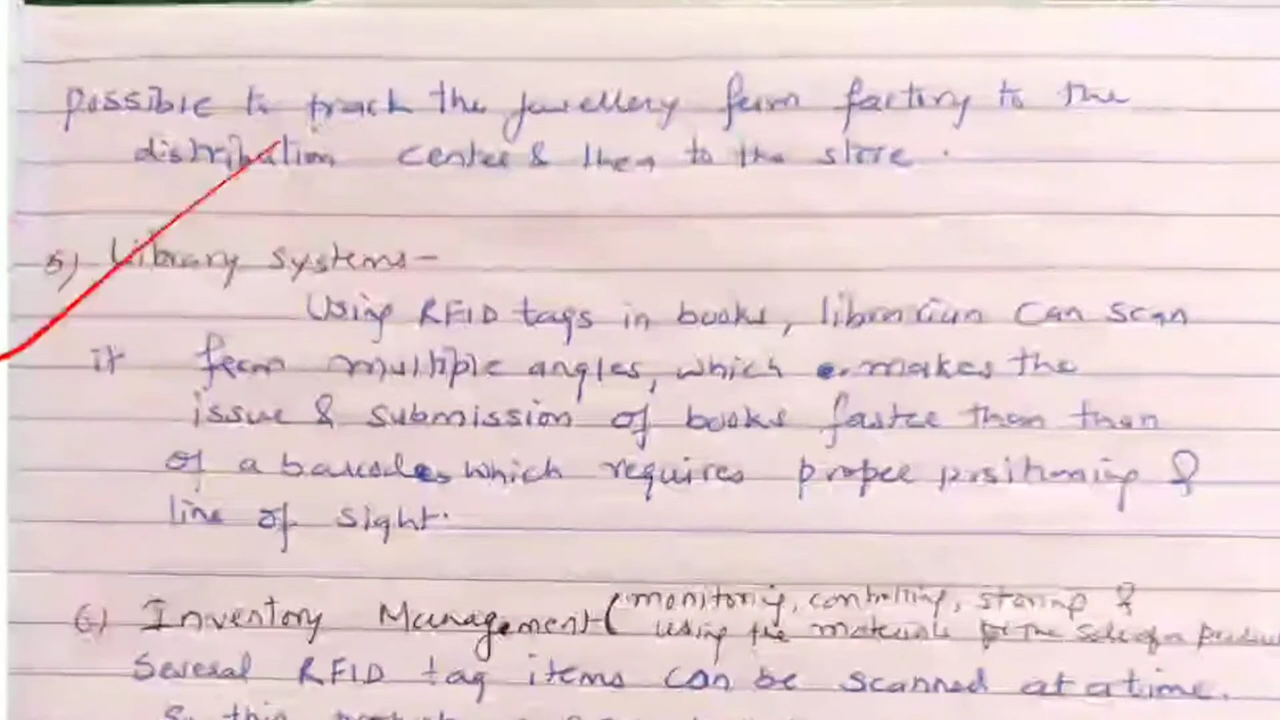 possible to track the jewellery from factory to the
distribution center & then to the store.
5) Library systems-
Using RFID tags in books, librarian can scan
it from multiple angles, which makes the
issue & submission of books faster than than
of a barcode, which requires proper positioning &
line of sight.
6) Inventory Management (monitoring, controlling, storing &
using the materials for the sale of a product
Several RFID tag items can be scanned at a time.
So this